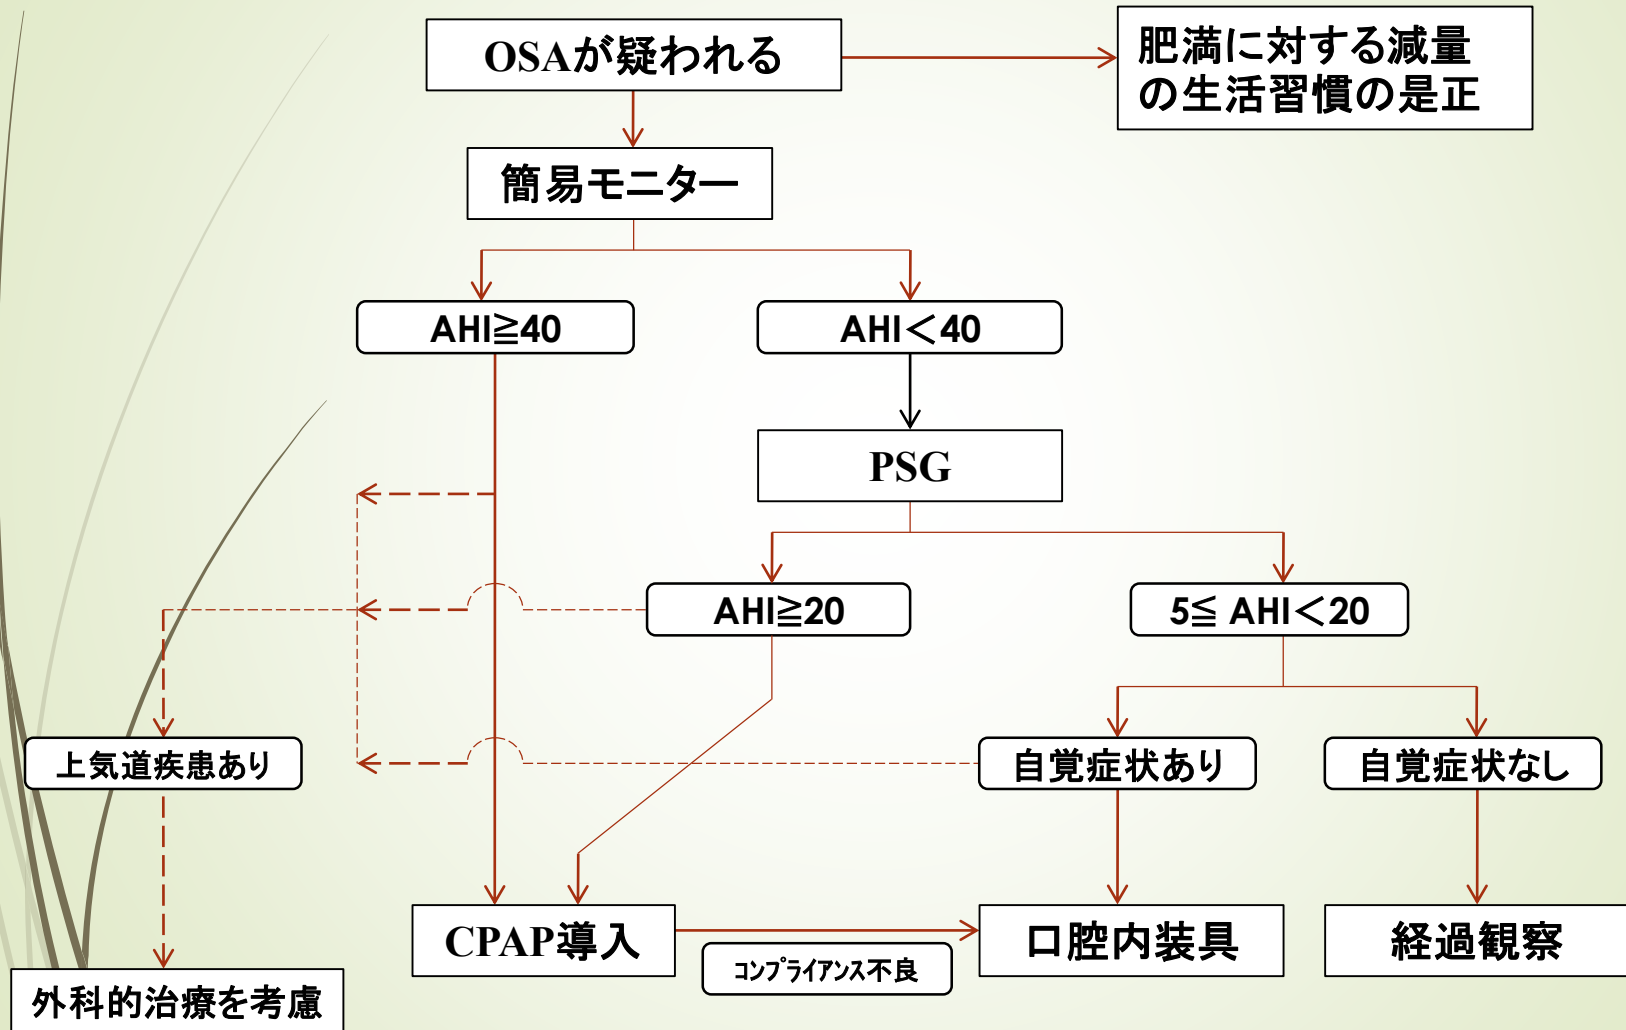 OSAが疑われる
肥満に対する減量
の生活習慣の是正
簡易モニター
AHI≧40
AHI＜40
PSG
AHI≧20
5≦ AHI＜20
上気道疾患あり
自覚症状あり
自覚症状なし
CPAP導入
コンプライアンス不良
口腔内装具
経過観察
外科的治療を考慮